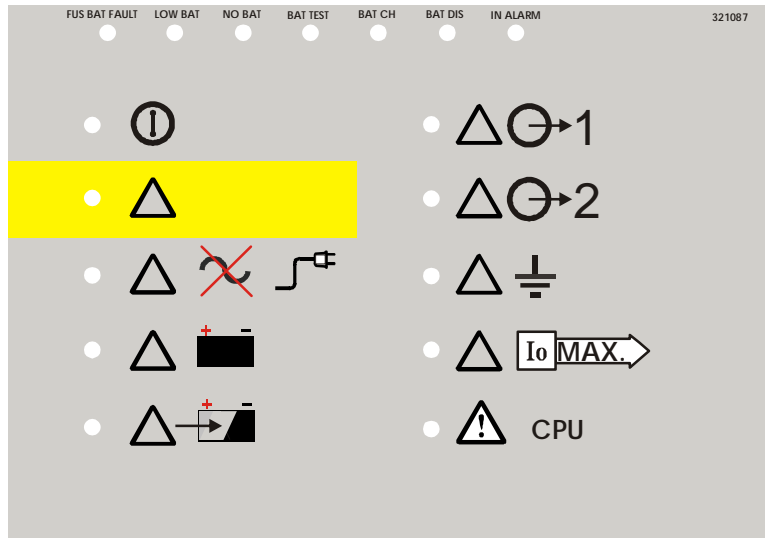 FUS BAT FAULT LOW BAT NO BAT BAT TEST BAT CH BAT DIS IN ALARM 321087
1
2
+ -
Io MAX.
+ -
! CPU